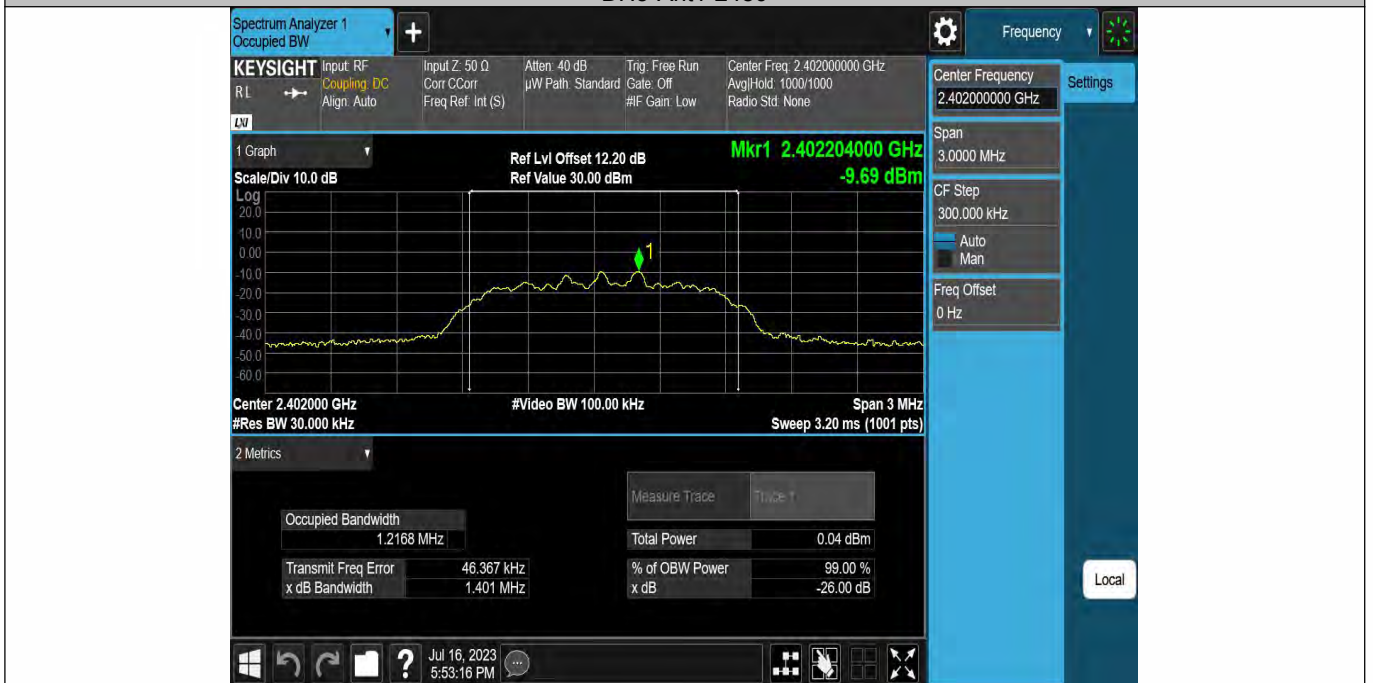 Spectrum Analyzer 1
Occupied BW
Frequency
KEYSIGHT Input: RF
R L
Coupling: DC
Align: Auto
LXI
Input Z: 50 Ω
Corr CCorr
Freq Ref: Int (S)
Atten: 40 dB
µW Path: Standard
Trig: Free Run
Gate: Off
#IF Gain: Low
Center Freq: 2.402000000 GHz
Avg|Hold: 1000/1000
Radio Std: None
Center Frequency
2.402000000 GHz
Settings
Span
3.0000 MHz
CF Step
300.000 kHz
Auto
Man
Freq Offset
0 Hz
Local
1 Graph
Scale/Div 10.0 dB
Ref Lvl Offset 12.20 dB
Ref Value 30.00 dBm
Mkr1 2.402204000 GHz
-9.69 dBm
Log
20.0
10.0
0.00
-10.0
-20.0
-30.0
-40.0
-50.0
-60.0
1
Center 2.402000 GHz
#Video BW 100.00 kHz
Span 3 MHz
#Res BW 30.000 kHz
Sweep 3.20 ms (1001 pts)
2 Metrics
Measure Trace
Trace 1
Occupied Bandwidth
1.2168 MHz
Total Power 0.04 dBm
Transmit Freq Error 46.367 kHz
% of OBW Power 99.00 %
x dB Bandwidth 1.401 MHz
x dB -26.00 dB
Jul 16, 2023
5:53:16 PM